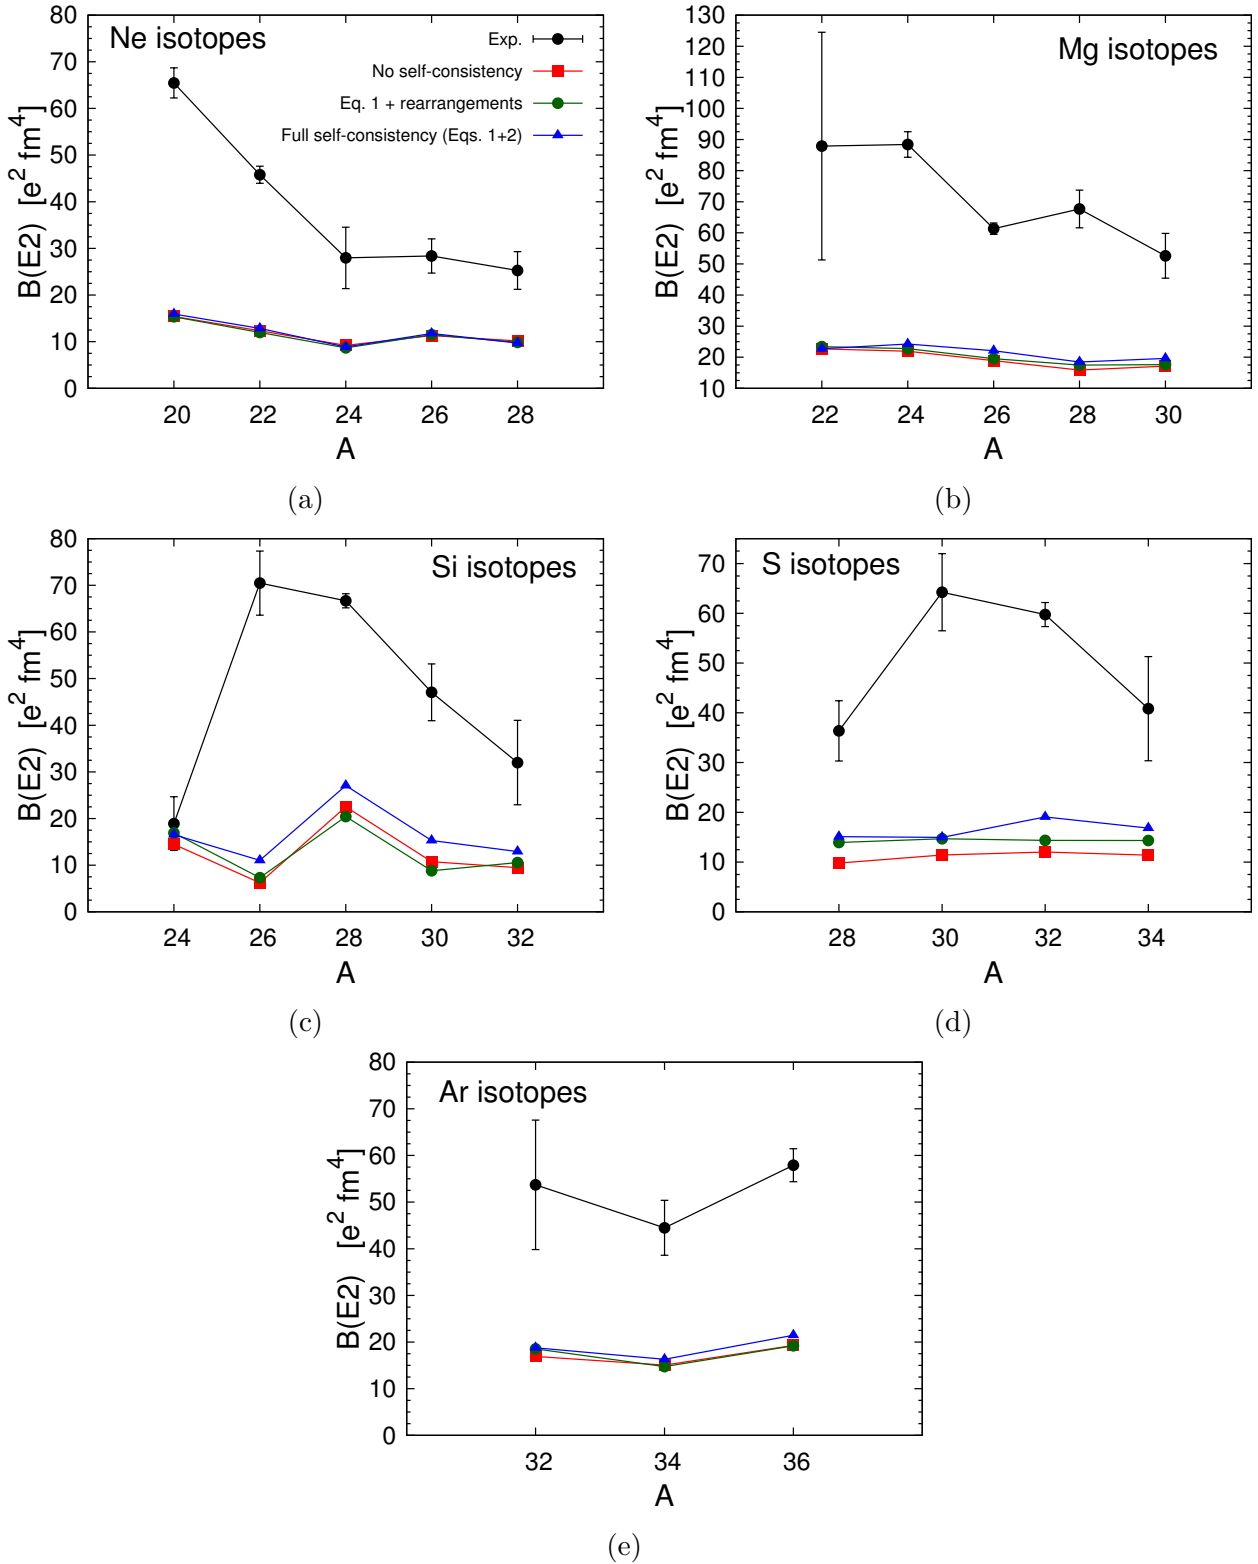 Ne isotopes
Exp.
No self-consistency
Eq. 1 + rearrangements
Full self-consistency (Eqs. 1+2)
B(E2) [e² fm⁴]
80
70
60
50
40
30
20
10
0
20 22 24 26 28
A
(a)
Mg isotopes
B(E2) [e² fm⁴]
130
120
110
100
90
80
70
60
50
40
30
20
10
22 24 26 28 30
A
(b)
Si isotopes
B(E2) [e² fm⁴]
80
70
60
50
40
30
20
10
0
24 26 28 30 32
A
(c)
S isotopes
B(E2) [e² fm⁴]
70
60
50
40
30
20
10
0
28 30 32 34
A
(d)
Ar isotopes
B(E2) [e² fm⁴]
80
70
60
50
40
30
20
10
0
32 34 36
A
(e)